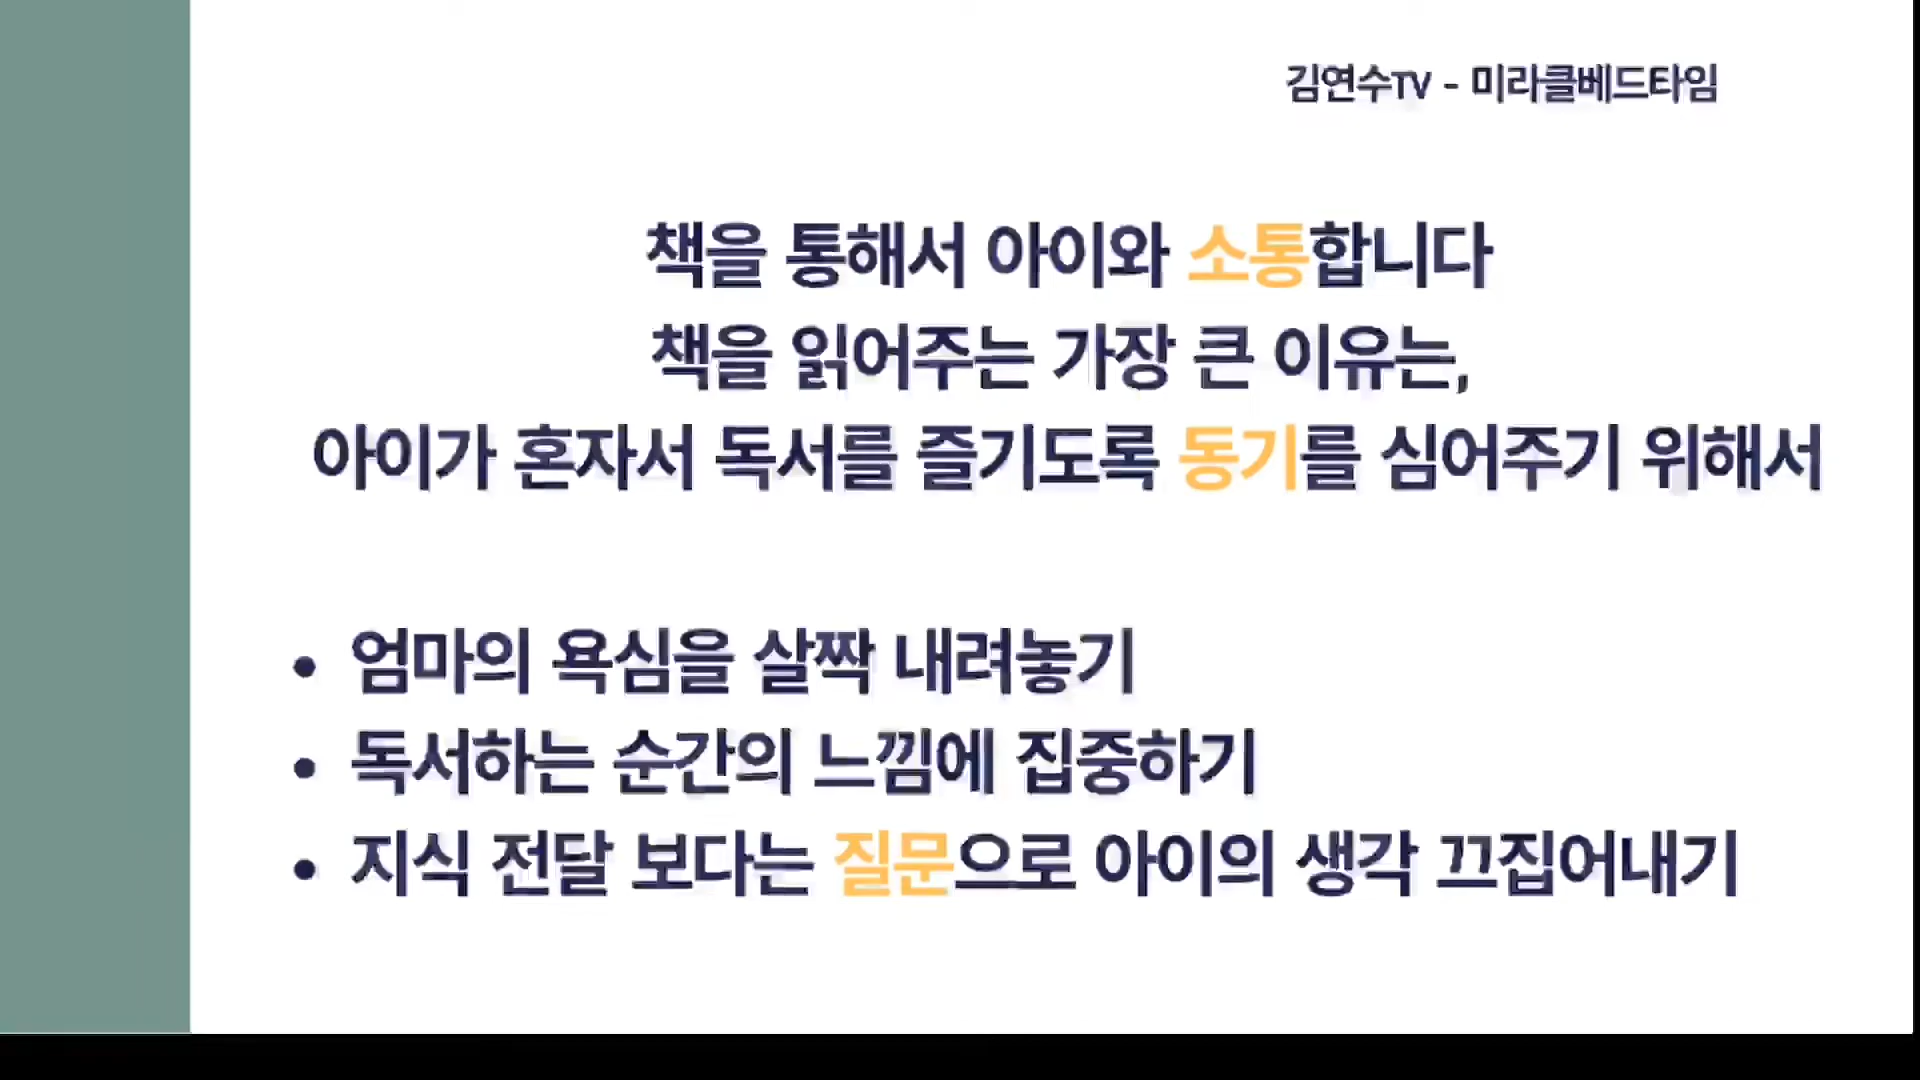 김연수TV - 미라클베드타임
책을 통해서 아이와 소통합니다
책을 읽어주는 가장 큰 이유는,
아이가 혼자서 독서를 즐기도록 동기를 심어주기 위해서
• 엄마의 욕심을 살짝 내려놓기
• 독서하는 순간의 느낌에 집중하기
• 지식 전달 보다는 질문으로 아이의 생각 끄집어내기